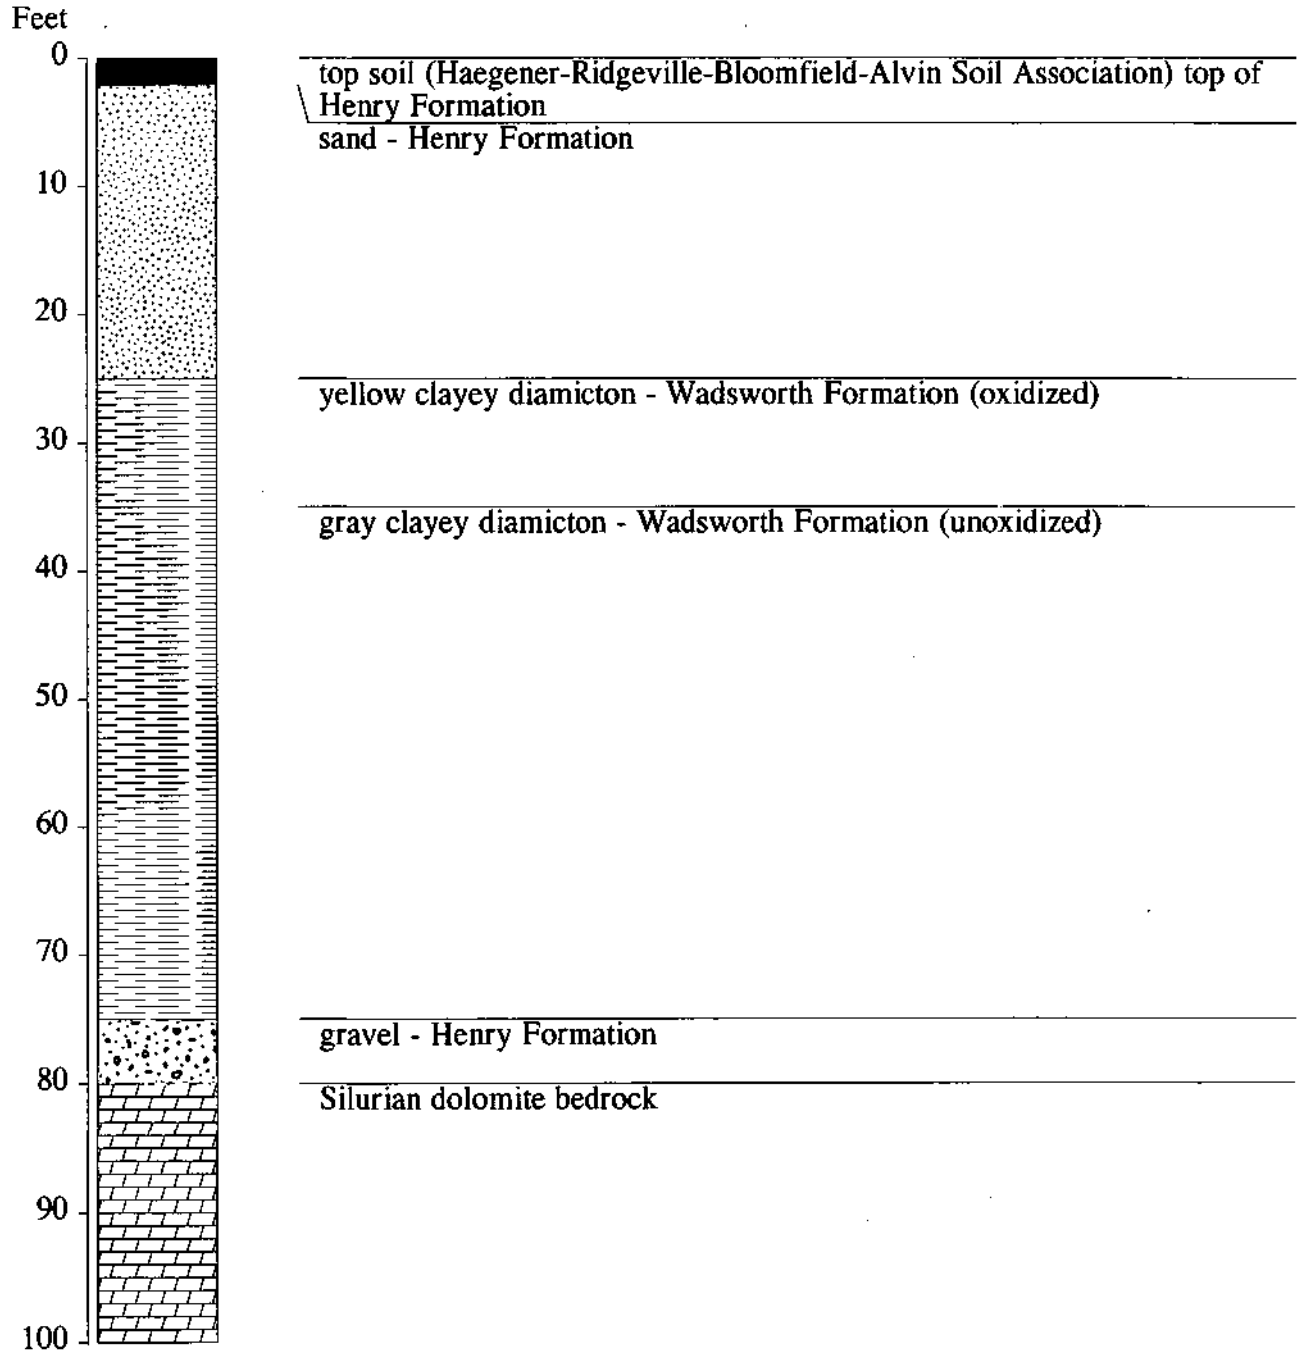 Feet
0
top soil (Haegener-Ridgeville-Bloomfield-Alvin Soil Association) top of
Henry Formation
sand - Henry Formation
10
20
yellow clayey diamicton - Wadsworth Formation (oxidized)
30
gray clayey diamicton - Wadsworth Formation (unoxidized)
40
50
60
70
gravel - Henry Formation
80
Silurian dolomite bedrock
90
100